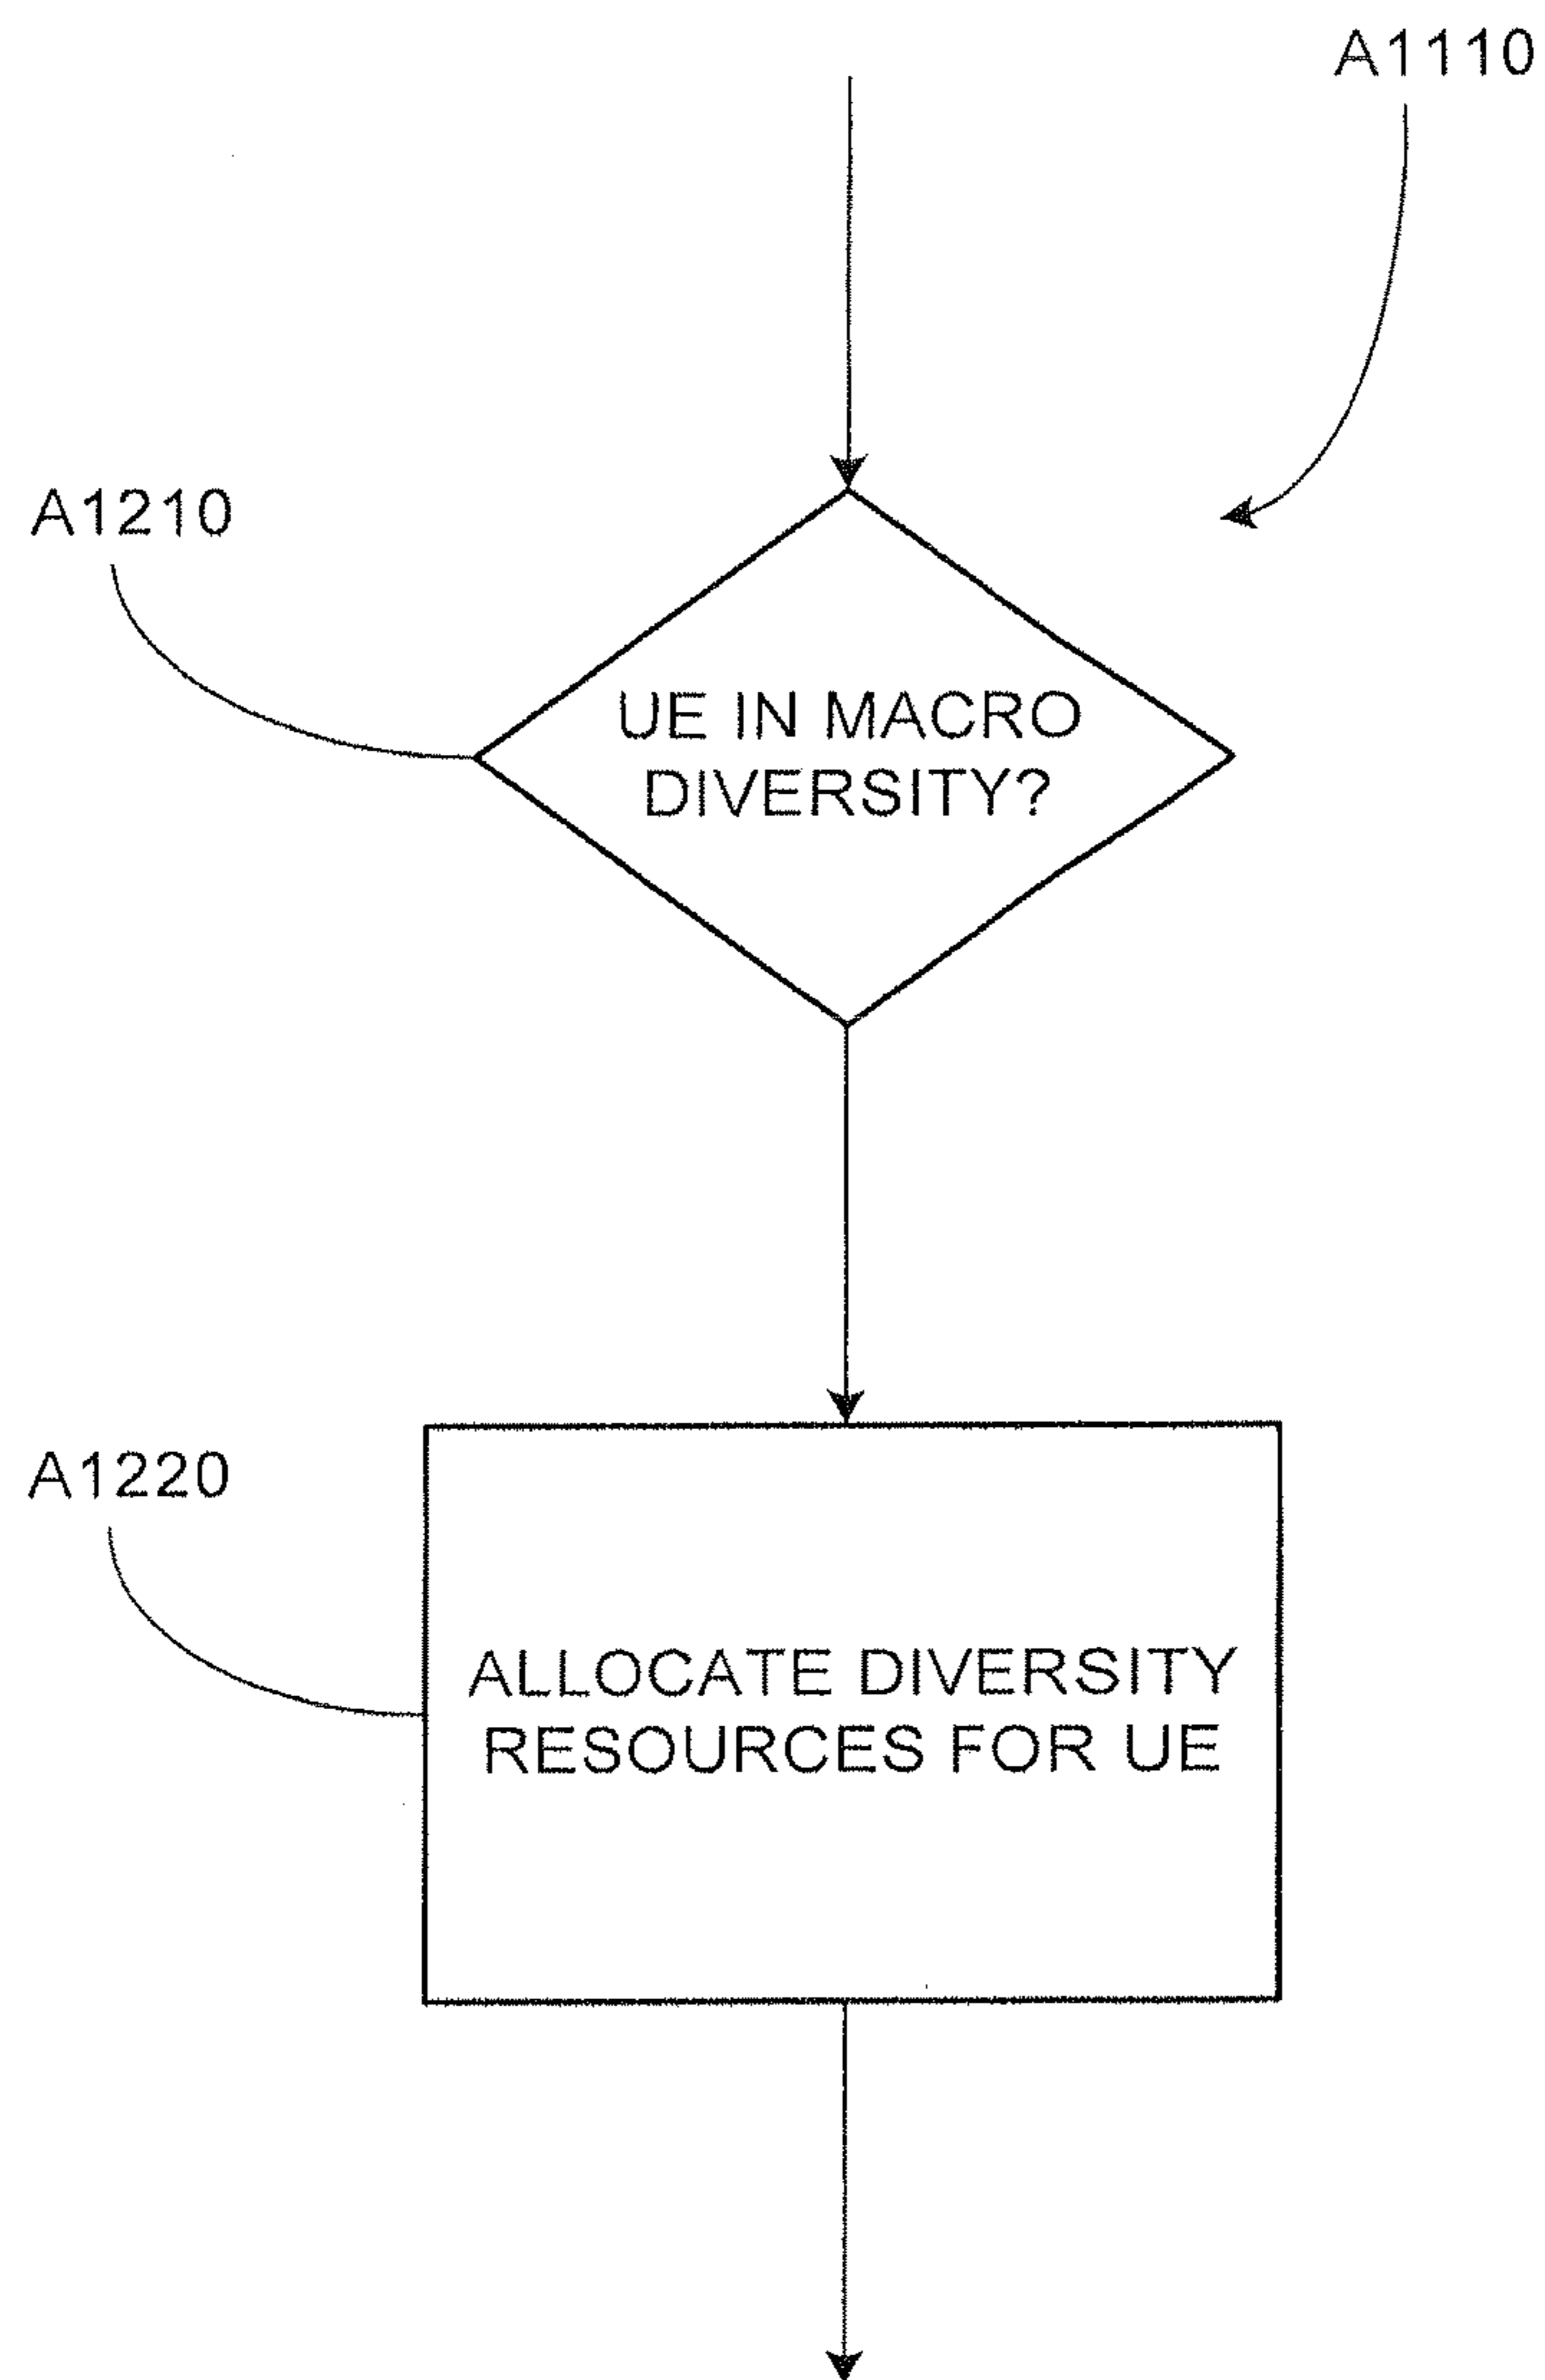 A1110
A1210
UE IN MACRO
DIVERSITY?
A1220
ALLOCATE DIVERSITY
RESOURCES FOR UE